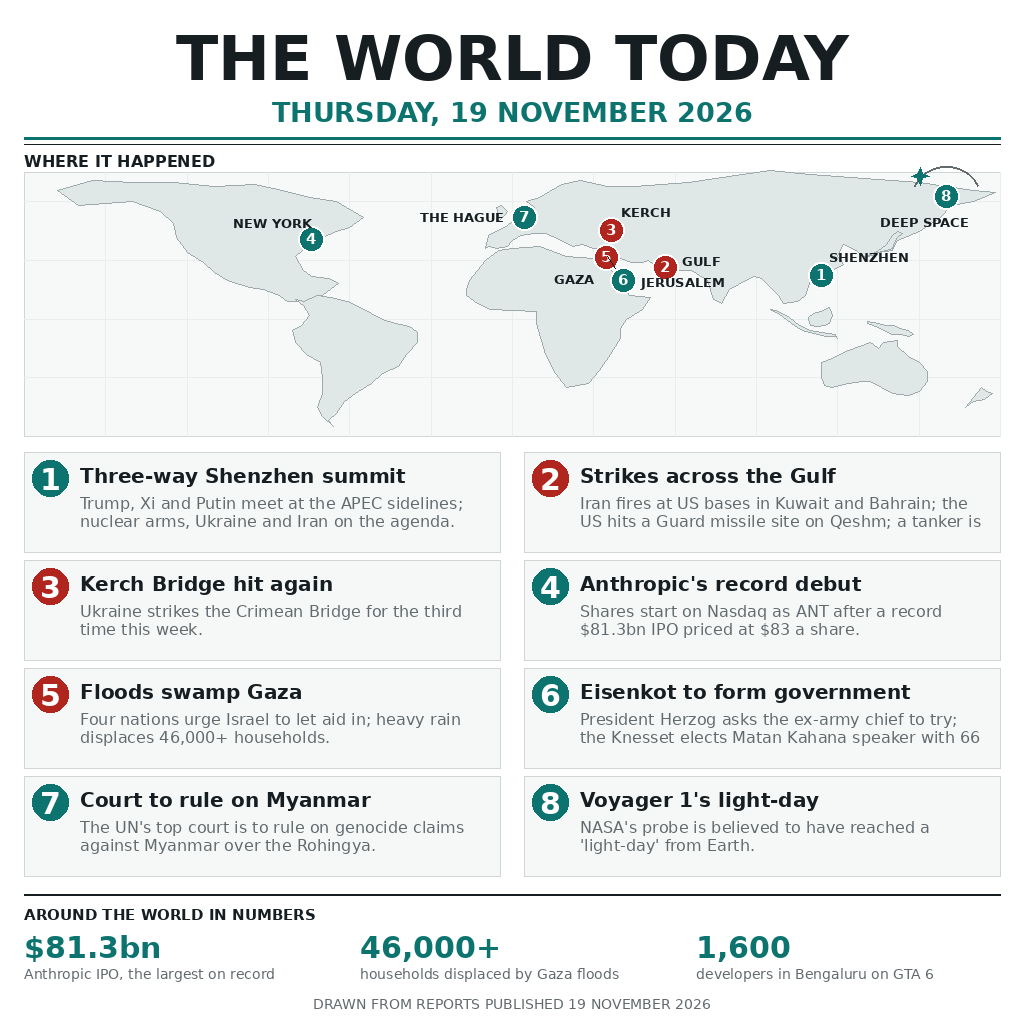 THE WORLD TODAY
THURSDAY, 19 NOVEMBER 2026
WHERE IT HAPPENED
8
7
THE HAGUE
KERCH
3
NEW YORK
4
DEEP SPACE
5
SHENZHEN
2
GULF
1
GAZA
6
JERUSALEM
1
Three-way Shenzhen summit
Trump, Xi and Putin meet at the APEC sidelines;
nuclear arms, Ukraine and Iran on the agenda.
2
Strikes across the Gulf
Iran fires at US bases in Kuwait and Bahrain; the
US hits a Guard missile site on Qeshm; a tanker is
3
Kerch Bridge hit again
Ukraine strikes the Crimean Bridge for the third
time this week.
4
Anthropic's record debut
Shares start on Nasdaq as ANT after a record
$81.3bn IPO priced at $83 a share.
5
Floods swamp Gaza
Four nations urge Israel to let aid in; heavy rain
displaces 46,000+ households.
6
Eisenkot to form government
President Herzog asks the ex-army chief to try;
the Knesset elects Matan Kahana speaker with 66
7
Court to rule on Myanmar
The UN's top court is to rule on genocide claims
against Myanmar over the Rohingya.
8
Voyager 1's light-day
NASA's probe is believed to have reached a
'light-day' from Earth.
AROUND THE WORLD IN NUMBERS
$81.3bn
Anthropic IPO, the largest on record
46,000+
households displaced by Gaza floods
1,600
developers in Bengaluru on GTA 6
DRAWN FROM REPORTS PUBLISHED 19 NOVEMBER 2026